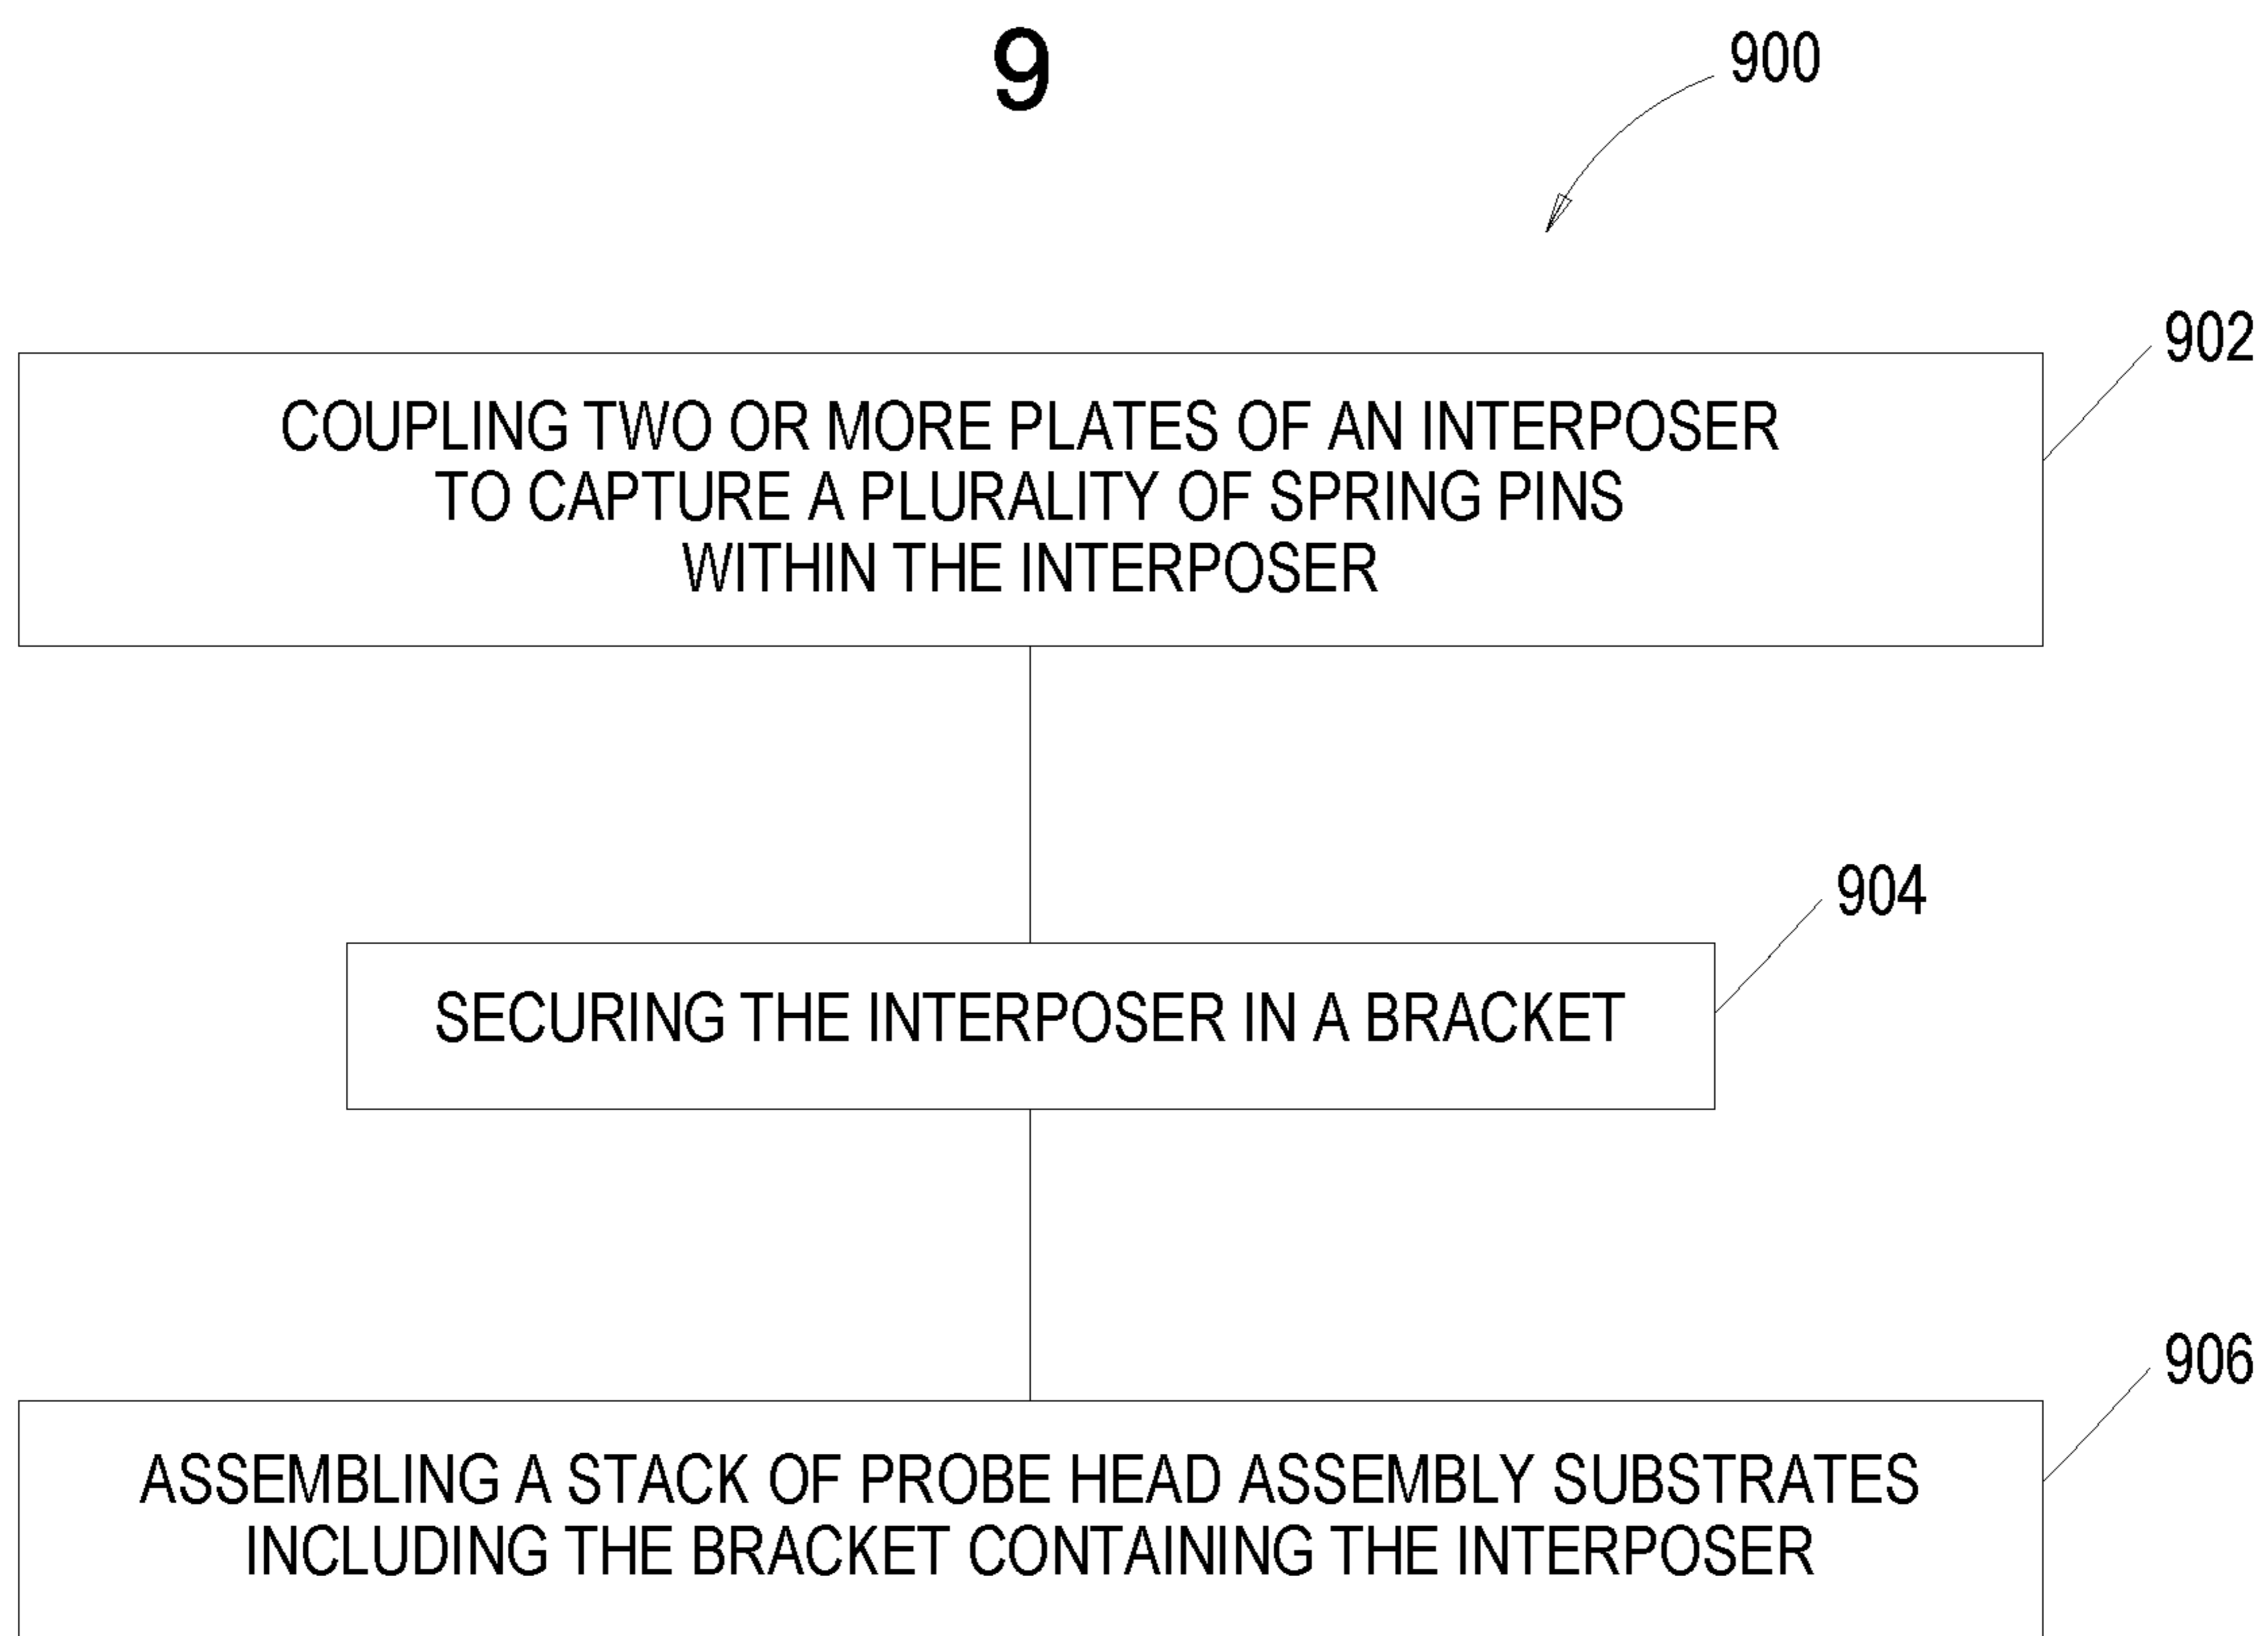 9
900
902
COUPLING TWO OR MORE PLATES OF AN INTERPOSER
TO CAPTURE A PLURALITY OF SPRING PINS
WITHIN THE INTERPOSER
904
SECURING THE INTERPOSER IN A BRACKET
906
ASSEMBLING A STACK OF PROBE HEAD ASSEMBLY SUBSTRATES
INCLUDING THE BRACKET CONTAINING THE INTERPOSER